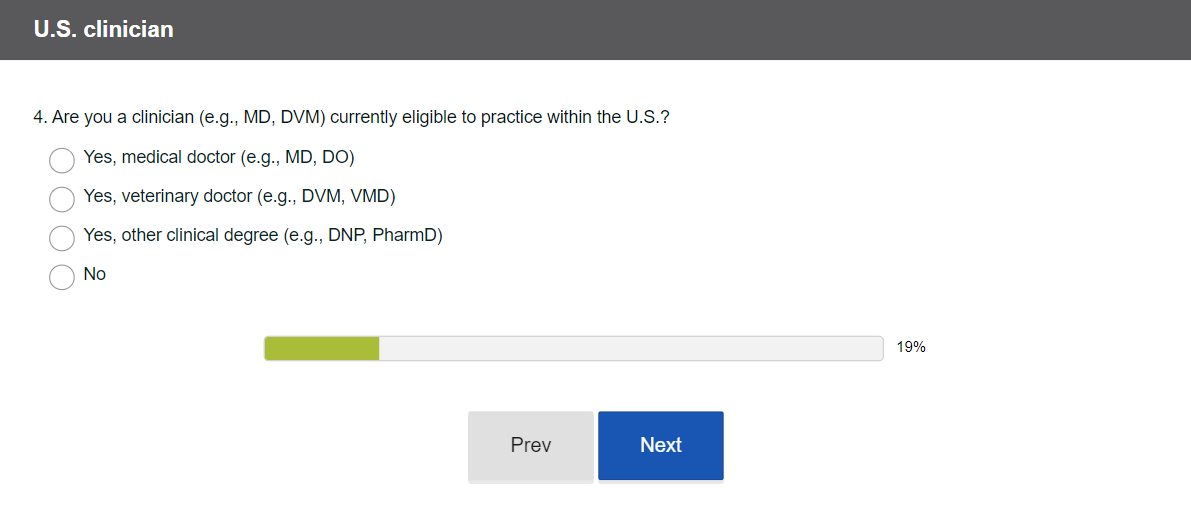 U.S. clinician
4. Are you a clinician (e.g., MD, DVM) currently eligible to practice within the U.S.?
Yes, medical doctor (e.g., MD, DO)
Yes, veterinary doctor (e.g., DVM, VMD)
Yes, other clinical degree (e.g., DNP, PharmD)
No
19%
Prev
Next